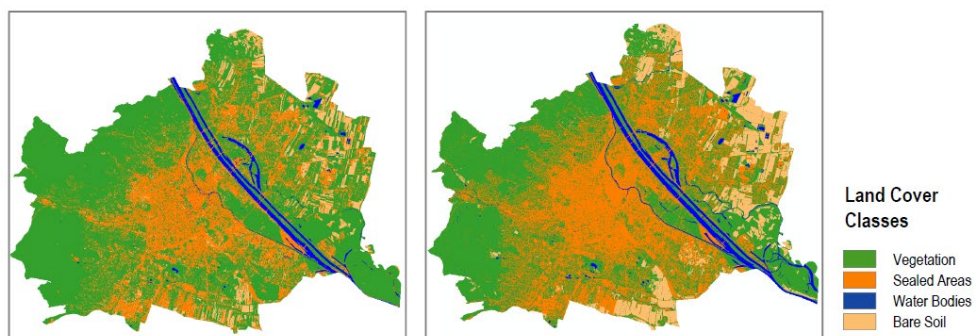 Land Cover
Classes
Vegetation
Sealed Areas
Water Bodies
Bare Soil